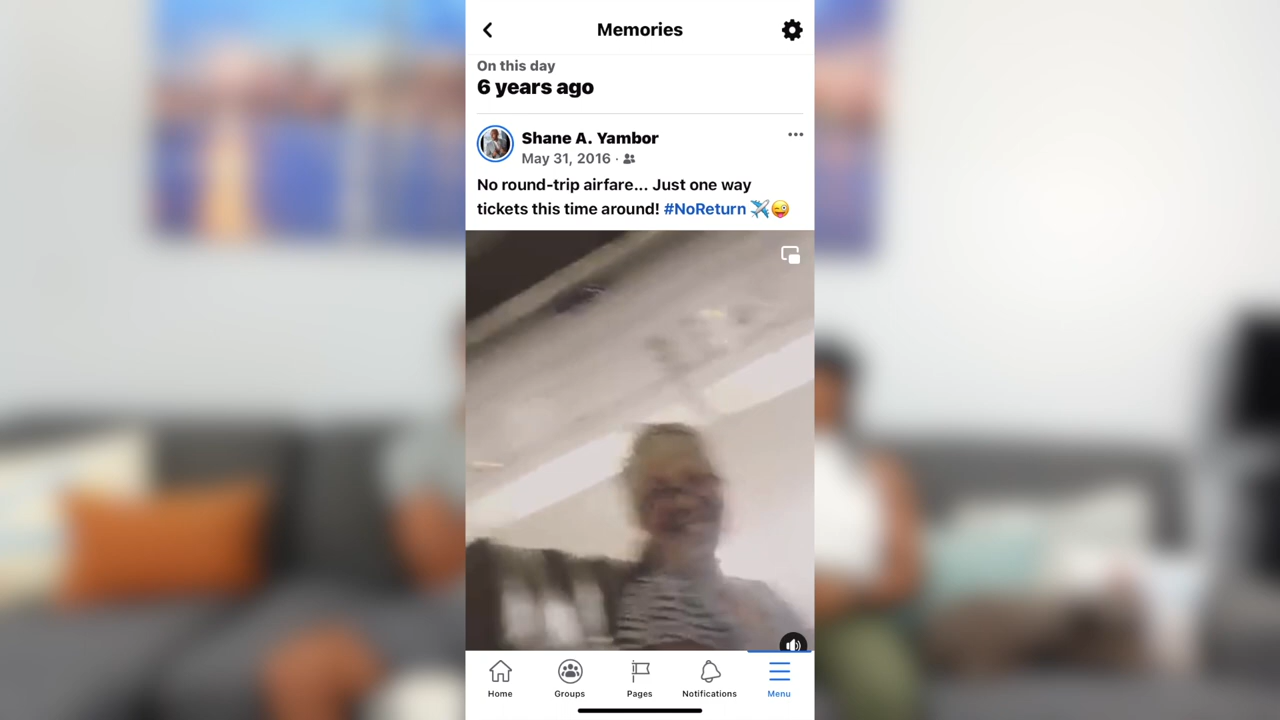 Memories
On this day
6 years ago
Shane A. Yambor
May 31, 2016 ·
No round-trip airfare... Just one way
tickets this time around! #NoReturn ✈️😜
Home
Groups
Pages
Notifications
Menu